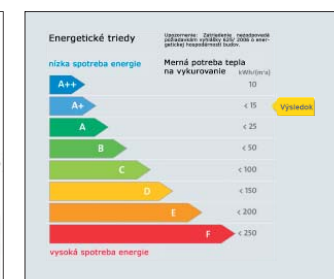 Energetické triedy
Upozornenie: Zatriedenie nezodpovedá
požiadavkám vyhlášky 625/ 2006 o ener-
getickej hospodárnosti budov.
nízka spotreba energie
Merná potreba tepla
na vykurovanie kWh/(m²a)
A++ 10
A+ < 15 Výsledok
A < 25
B < 50
C < 100
D < 150
E < 200
F < 250
vysoká spotreba energie